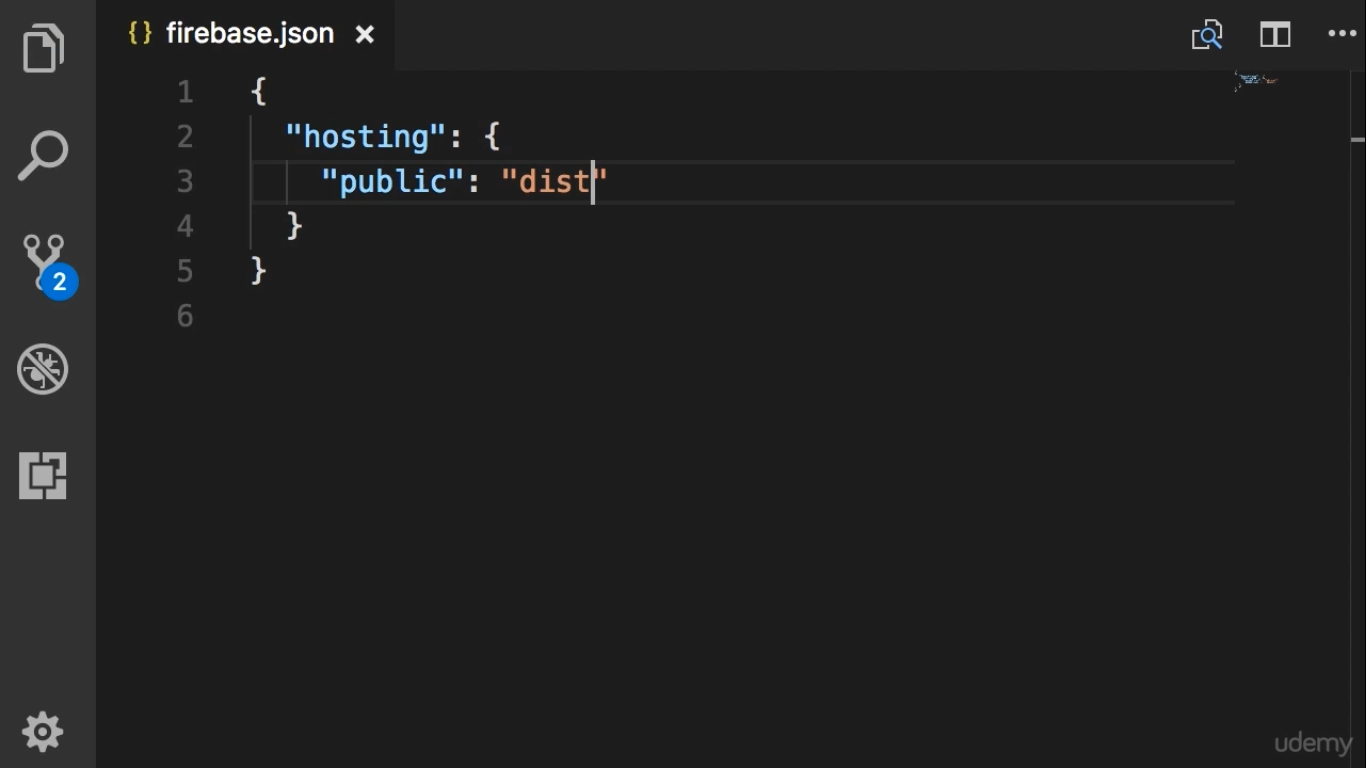 {} firebase.json ×
1 {
2 "hosting": {
3 "public": "dist"
4 }
5 }
6
2
udemy